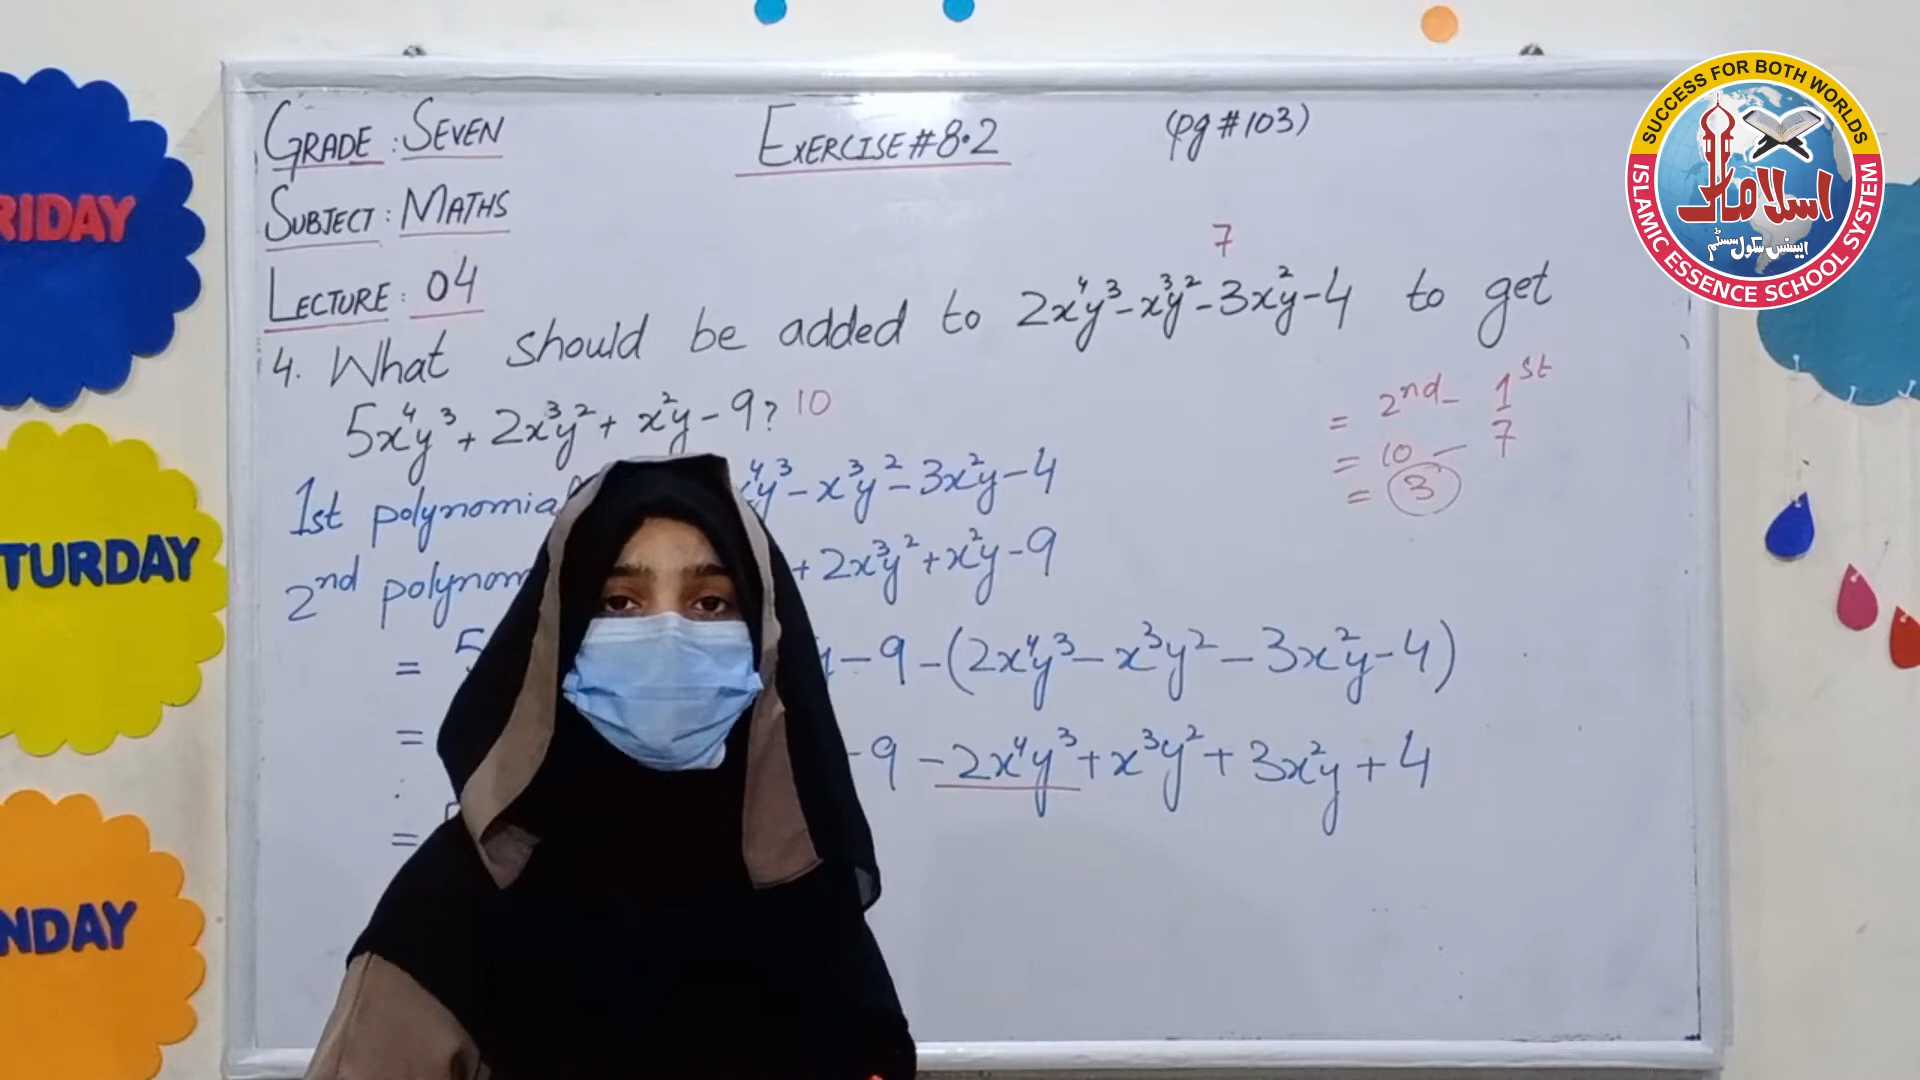 GRADE : SEVEN
EXERCISE # 8.2
(pg # 103)
SUBJECT : MATHS
LECTURE : 04
7
4. What should be added to 2x⁴y³ - x³y² - 3x²y - 4 to get
5x⁴y³ + 2x³y² + x²y - 9? 10
= 2nd - 1st
= 10 - 7
= 3
1st y³ - x³y² - 3x²y - 4
2nd + 2x³y² + x²y - 9
= 5 - 9 - (2x⁴y³ - x³y² - 3x²y - 4)
= - 9 - 2x⁴y³ + x³y² + 3x²y + 4
=
SUCCESS FOR BOTH WORLDS
اسلامک
ایسنس سکول سسٹم
ISLAMIC ESSENCE SCHOOL SYSTEM
RIDAY
TURDAY
NDAY